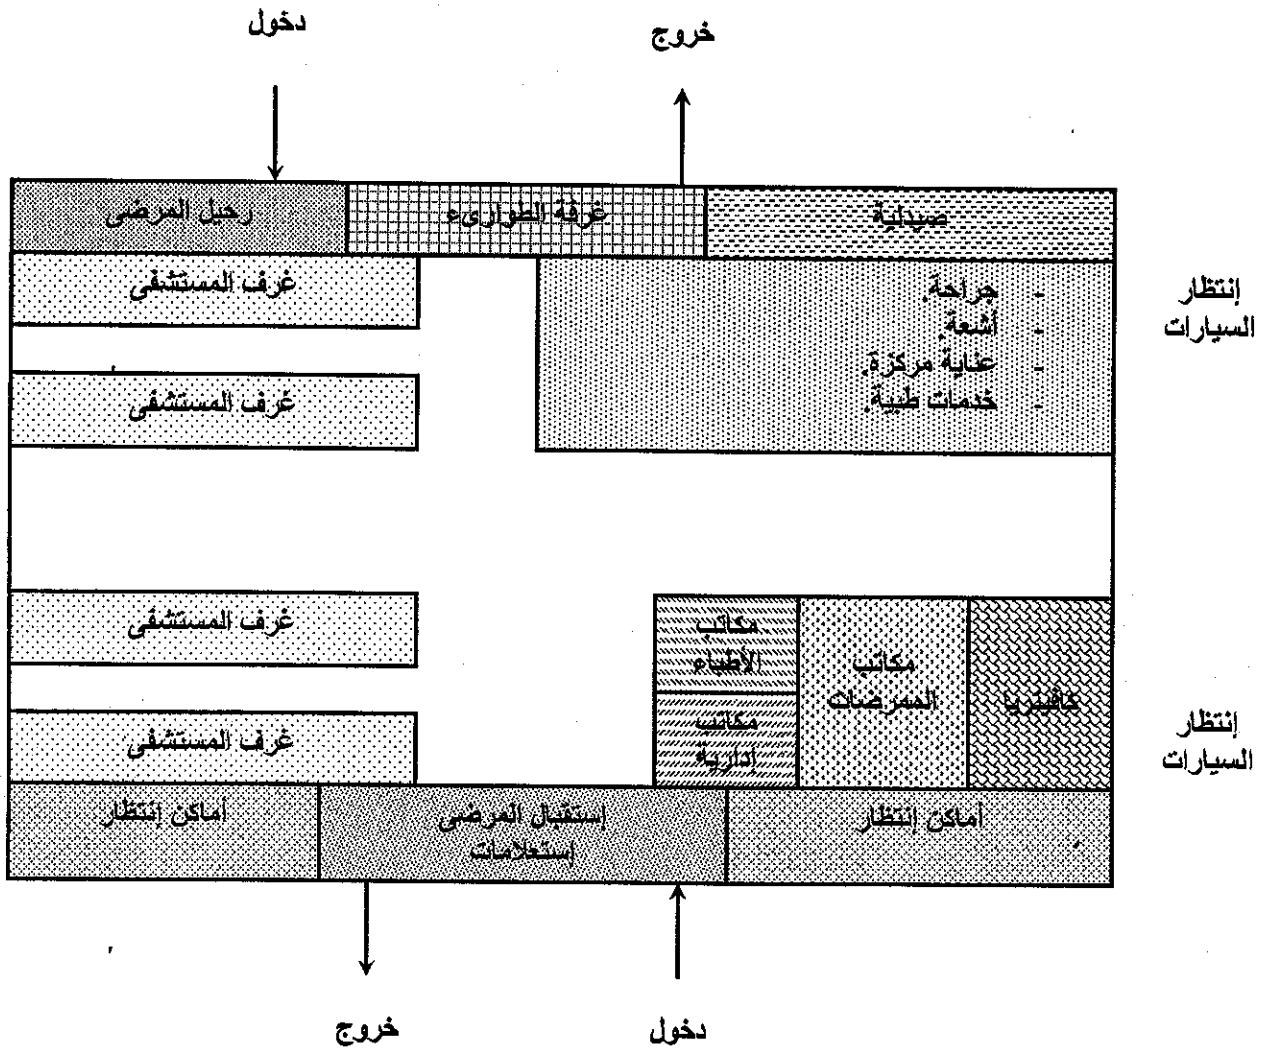 دخول
خروج
رحيل المرضى
غرفة الطوارىء
صيدلية
غرف المستشفى
- جراحة.
- أشعة.
- عناية مركزة.
- خدمات طبية.
إنتظار
السيارات
غرف المستشفى
غرف المستشفى
مكاتب
الأطباء
مكاتب
الممرضات
كافيتريا
مكاتب
إدارية
إنتظار
السيارات
غرف المستشفى
أماكن إنتظار
إستقبال المرضى
إستعلامات
أماكن إنتظار
خروج
دخول